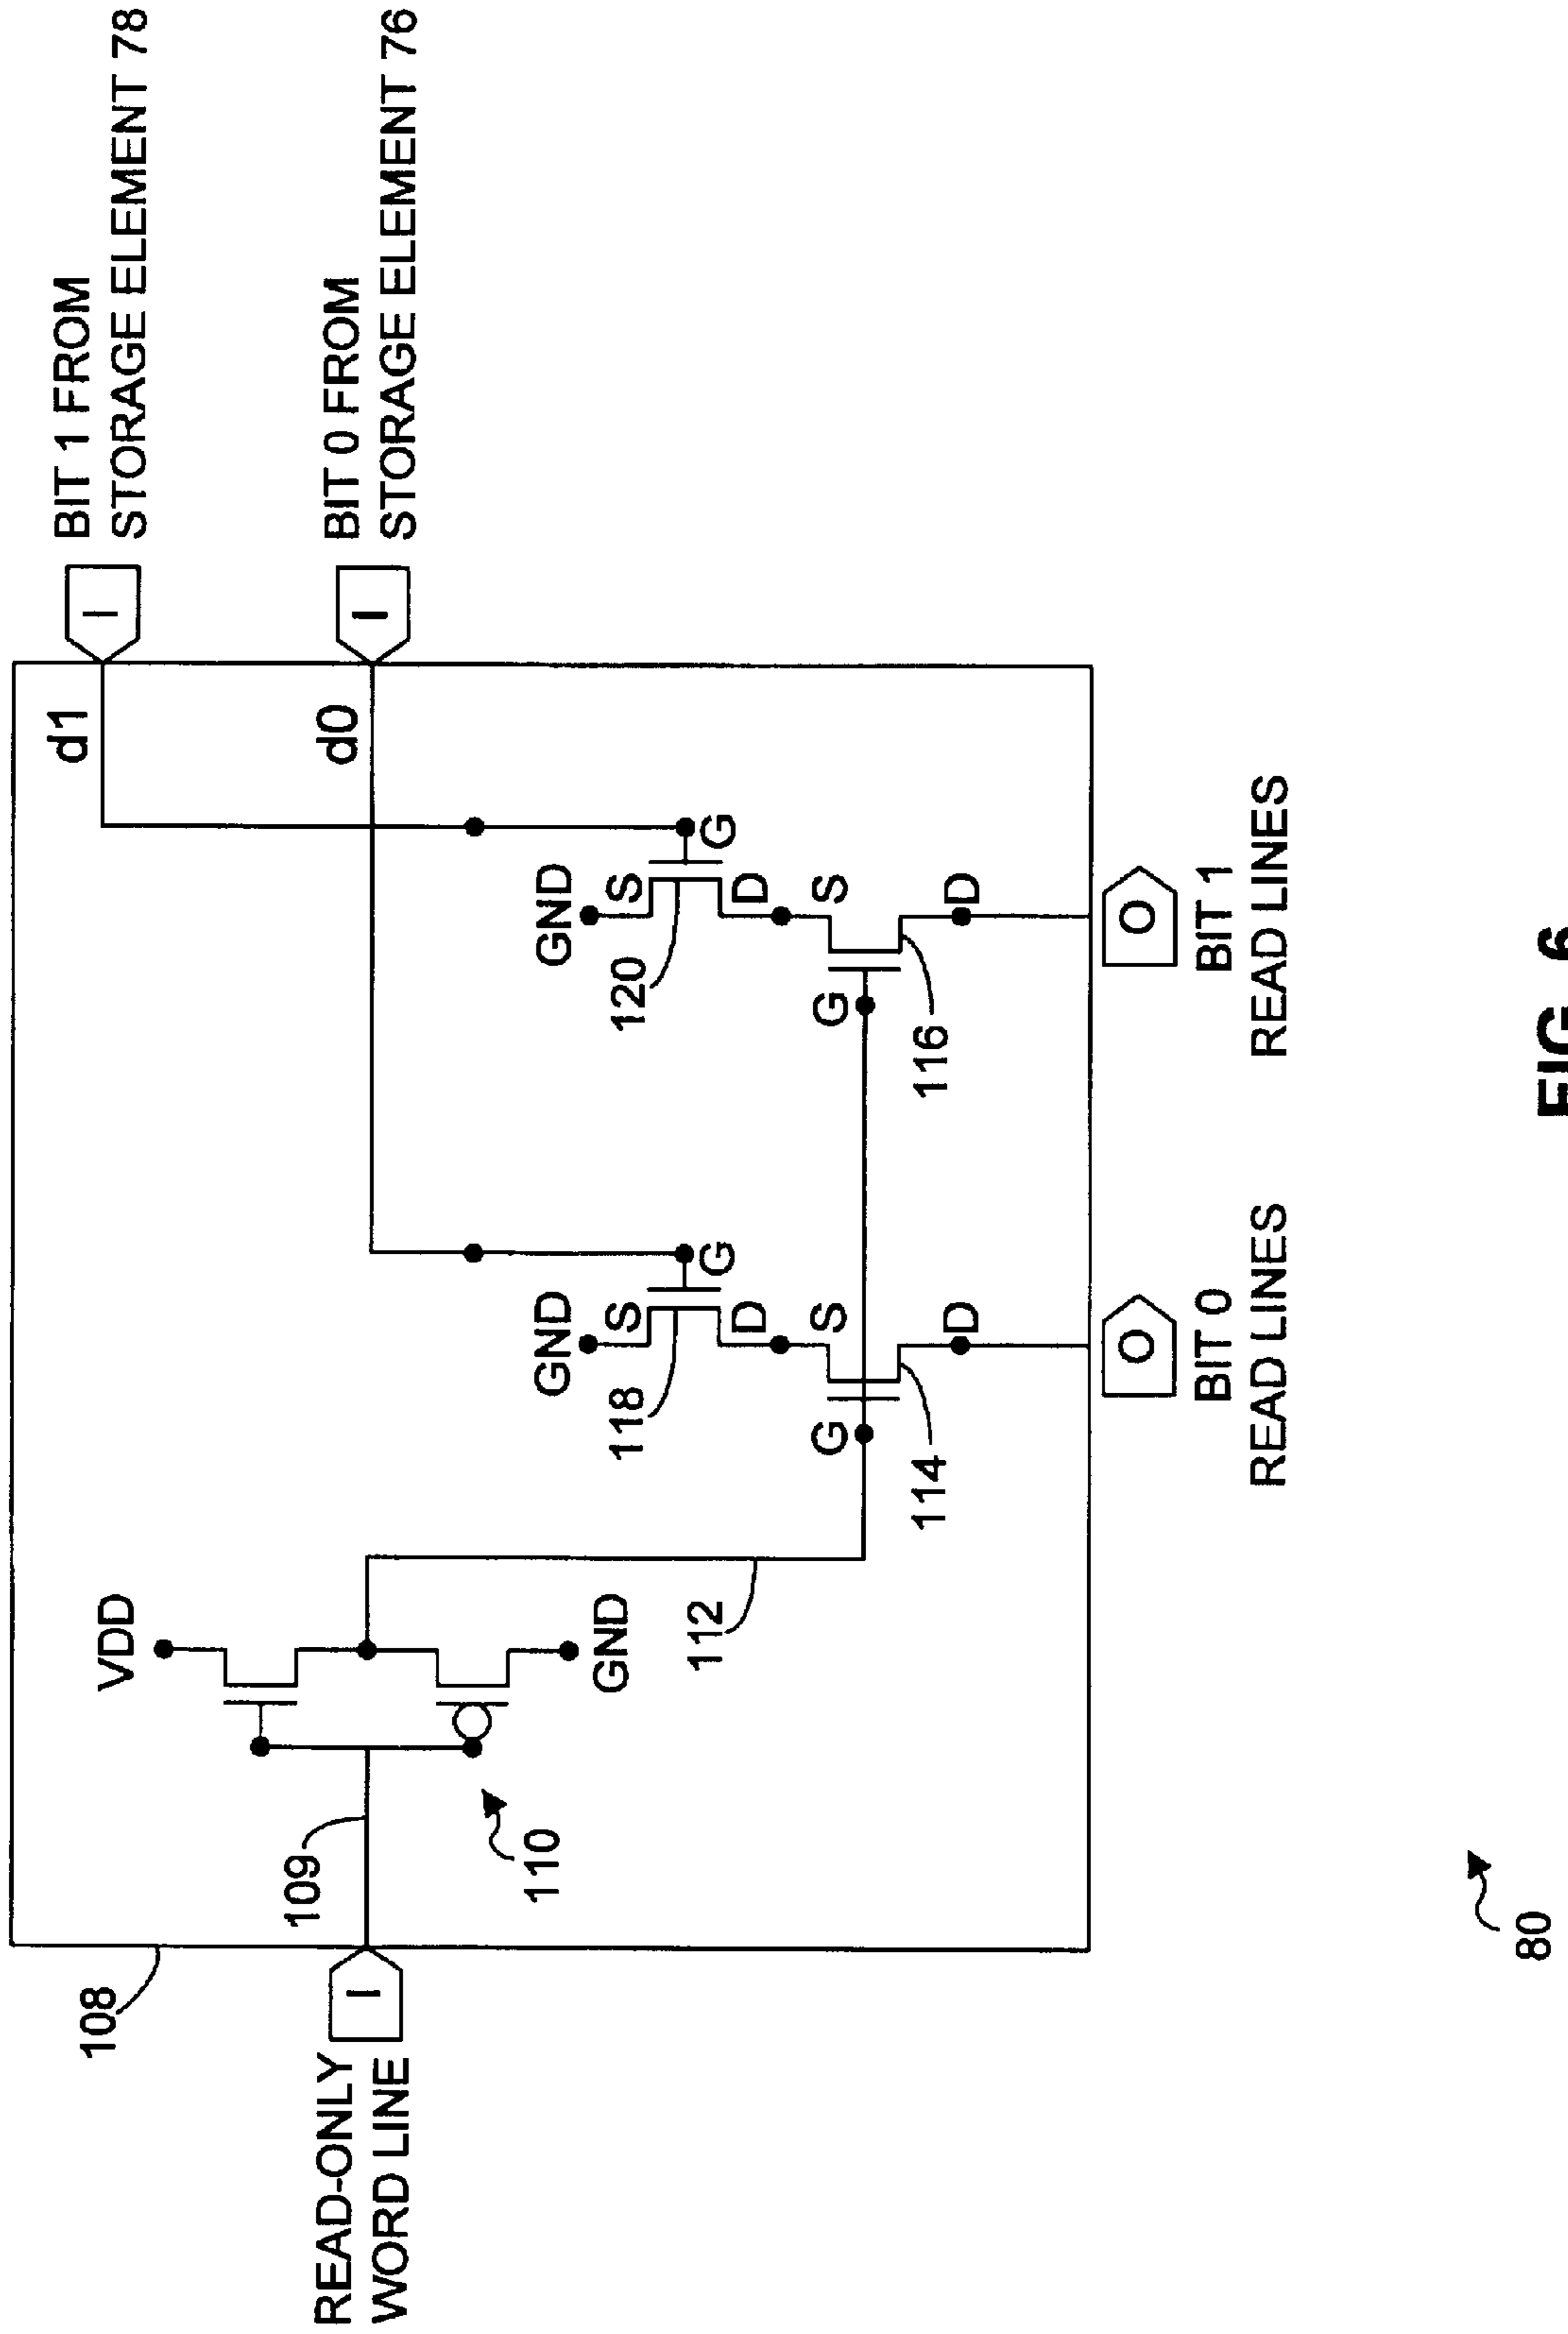 BIT 1 FROM
STORAGE ELEMENT 78
BIT 0 FROM
STORAGE ELEMENT 76
I
I
d1
d0
108
READ-ONLY
WORD LINE
I
109
110
VDD
GND
112
GND
S
G
D
118
S
G
D
114
GND
S
G
D
120
S
G
D
116
O
BIT 0
READ LINES
O
BIT 1
READ LINES
80
FIG. 6